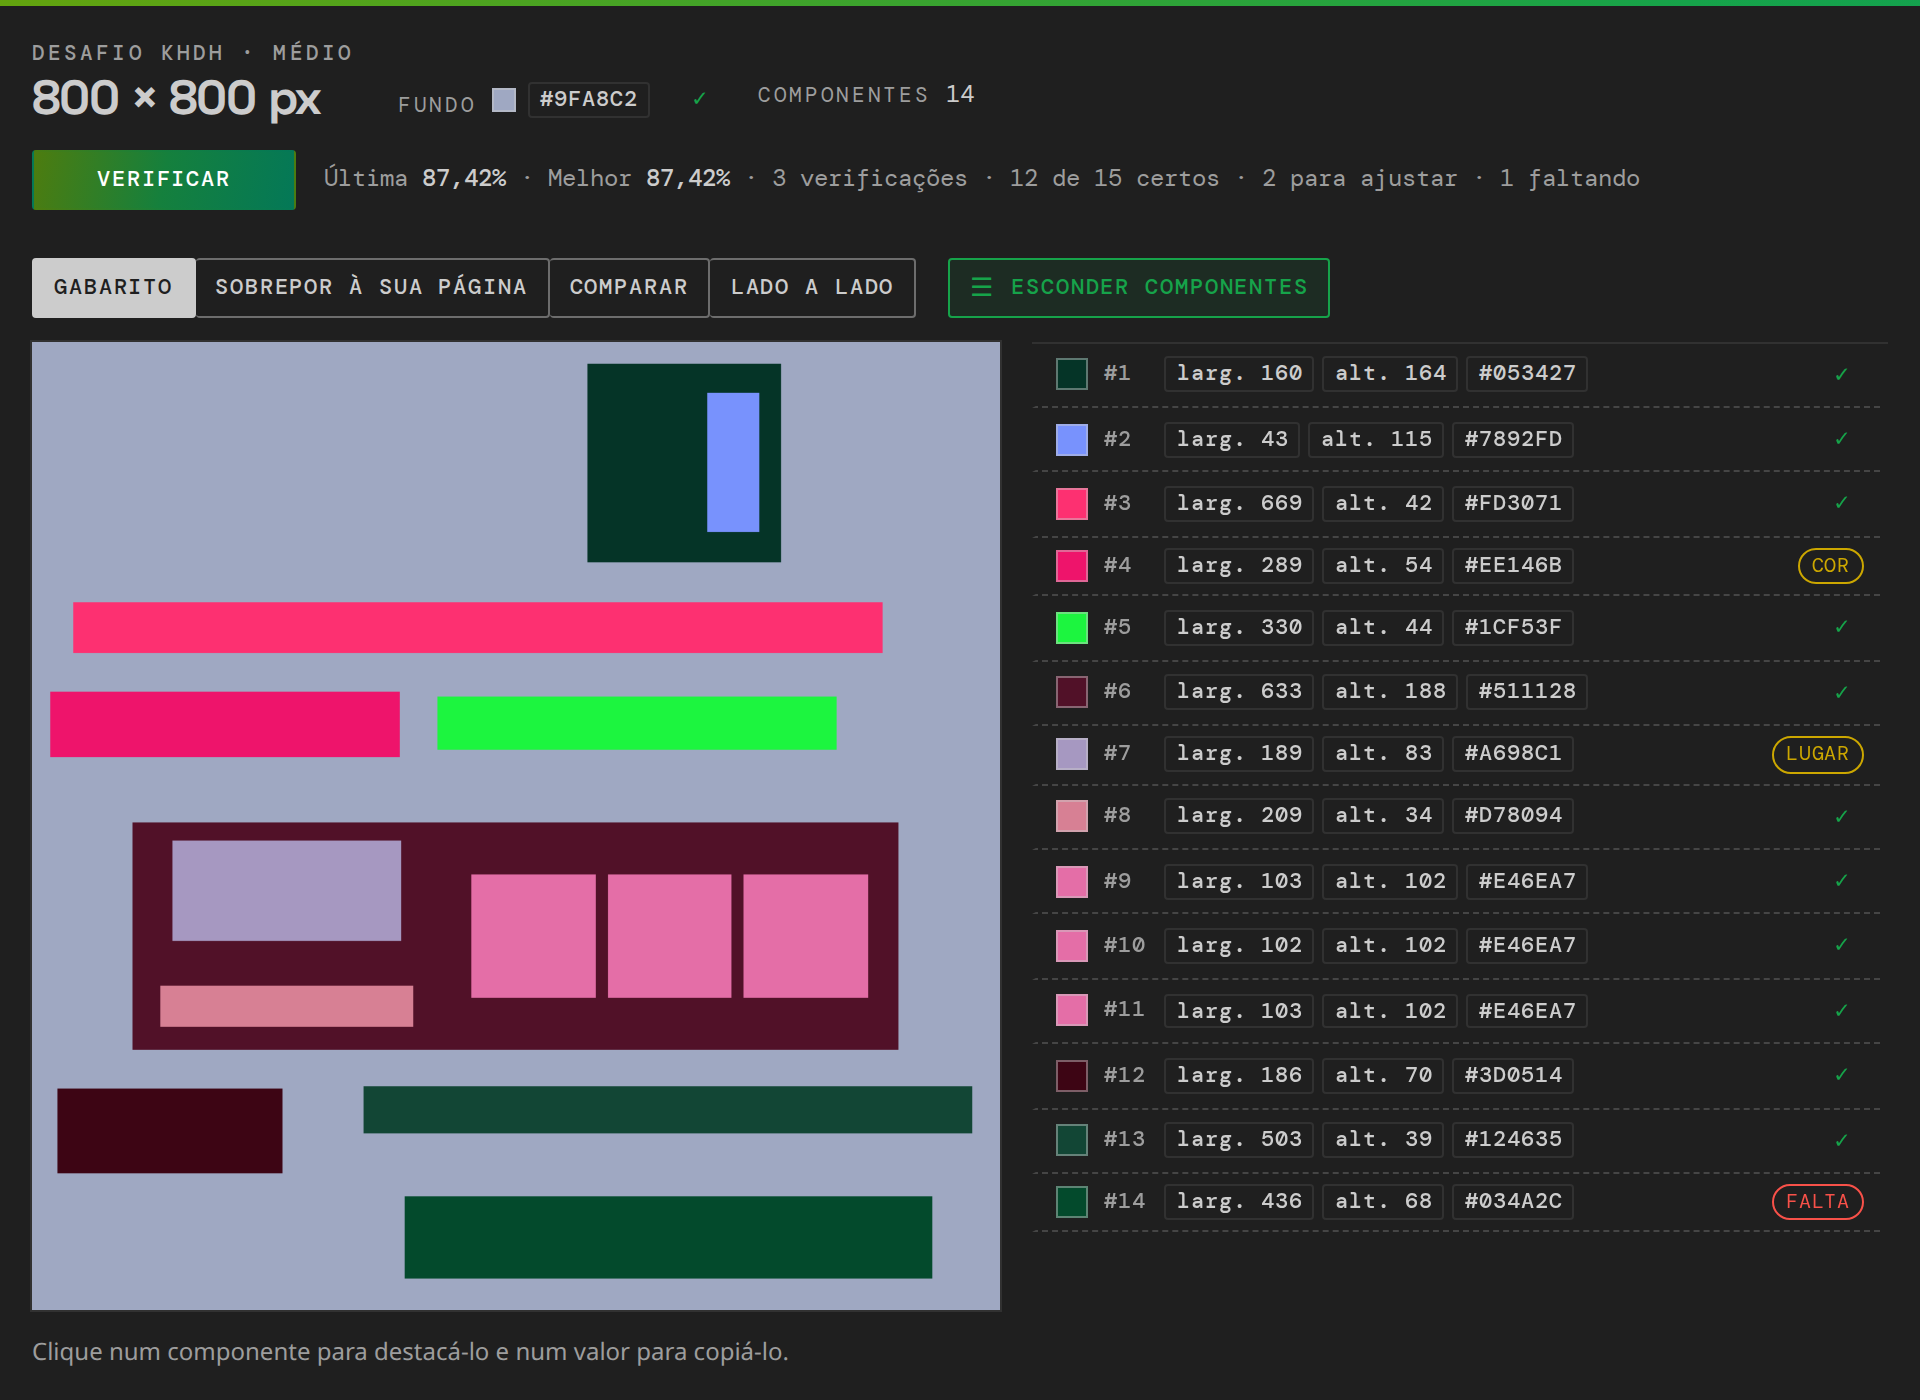 DESAFIO KHDH · MÉDIO
800 × 800 px
FUNDO #9FA8C2 ✓
COMPONENTES 14
VERIFICAR
Última 87,42% · Melhor 87,42% · 3 verificações · 12 de 15 certos · 2 para ajustar · 1 faltando
GABARITO
SOBREPOR À SUA PÁGINA
COMPARAR
LADO A LADO
☰ ESCONDER COMPONENTES
#1 larg. 160 alt. 164 #053427 ✓
#2 larg. 43 alt. 115 #7892FD ✓
#3 larg. 669 alt. 42 #FD3071 ✓
#4 larg. 289 alt. 54 #EE146B COR
#5 larg. 330 alt. 44 #1CF53F ✓
#6 larg. 633 alt. 188 #511128 ✓
#7 larg. 189 alt. 83 #A698C1 LUGAR
#8 larg. 209 alt. 34 #D78094 ✓
#9 larg. 103 alt. 102 #E46EA7 ✓
#10 larg. 102 alt. 102 #E46EA7 ✓
#11 larg. 103 alt. 102 #E46EA7 ✓
#12 larg. 186 alt. 70 #3D0514 ✓
#13 larg. 503 alt. 39 #124635 ✓
#14 larg. 436 alt. 68 #034A2C FALTA
Clique num componente para destacá-lo e num valor para copiá-lo.